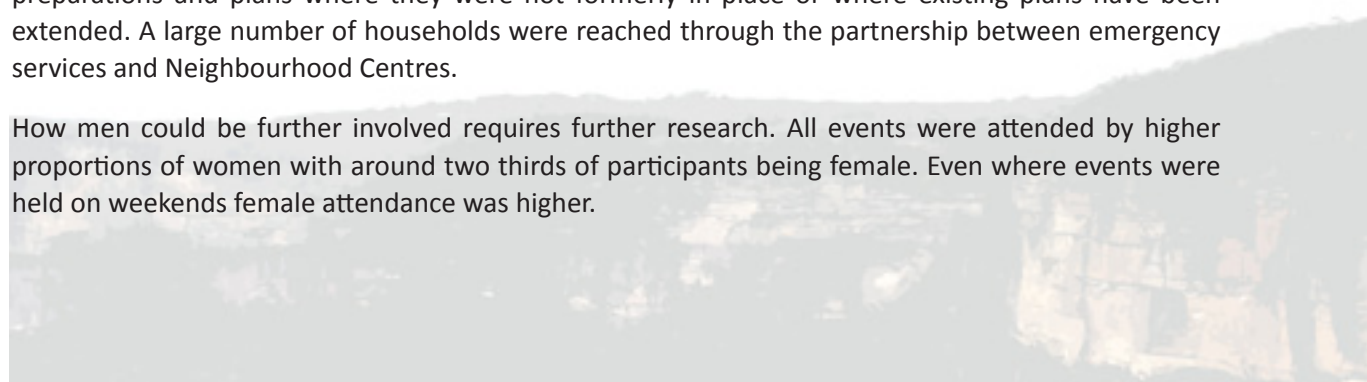 preparations and plans where they were not formerly in place or where existing plans have been
extended. A large number of households were reached through the partnership between emergency
services and Neighbourhood Centres.
How men could be further involved requires further research. All events were attended by higher
proportions of women with around two thirds of participants being female. Even where events were
held on weekends female attendance was higher.